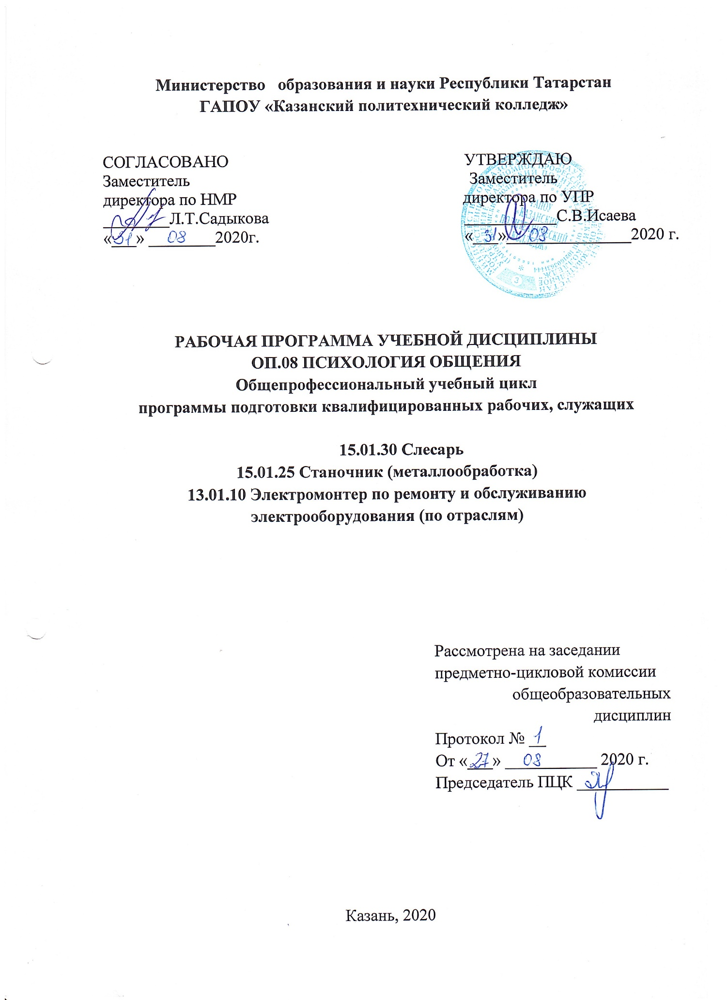 Министерство образования и науки Республики Татарстан
ГАПОУ «Казанский политехнический колледж»
СОГЛАСОВАНО
Заместитель
директора по НМР
__________Л.Т.Садыкова
«31» 08 2020г.
УТВЕРЖДАЮ
Заместитель
директора по УПР
__________С.В.Исаева
«31» 08 2020 г.
РАБОЧАЯ ПРОГРАММА УЧЕБНОЙ ДИСЦИПЛИНЫ
ОП.08 ПСИХОЛОГИЯ ОБЩЕНИЯ
Общепрофессиональный учебный цикл
программы подготовки квалифицированных рабочих, служащих
15.01.30 Слесарь
15.01.25 Станочник (металлообработка)
13.01.10 Электромонтер по ремонту и обслуживанию
электрооборудования (по отраслям)
Рассмотрена на заседании
предметно-цикловой комиссии
общеобразовательных
дисциплин
Протокол № 1
От «27» 08 2020 г.
Председатель ПЦК ___________
Казань, 2020